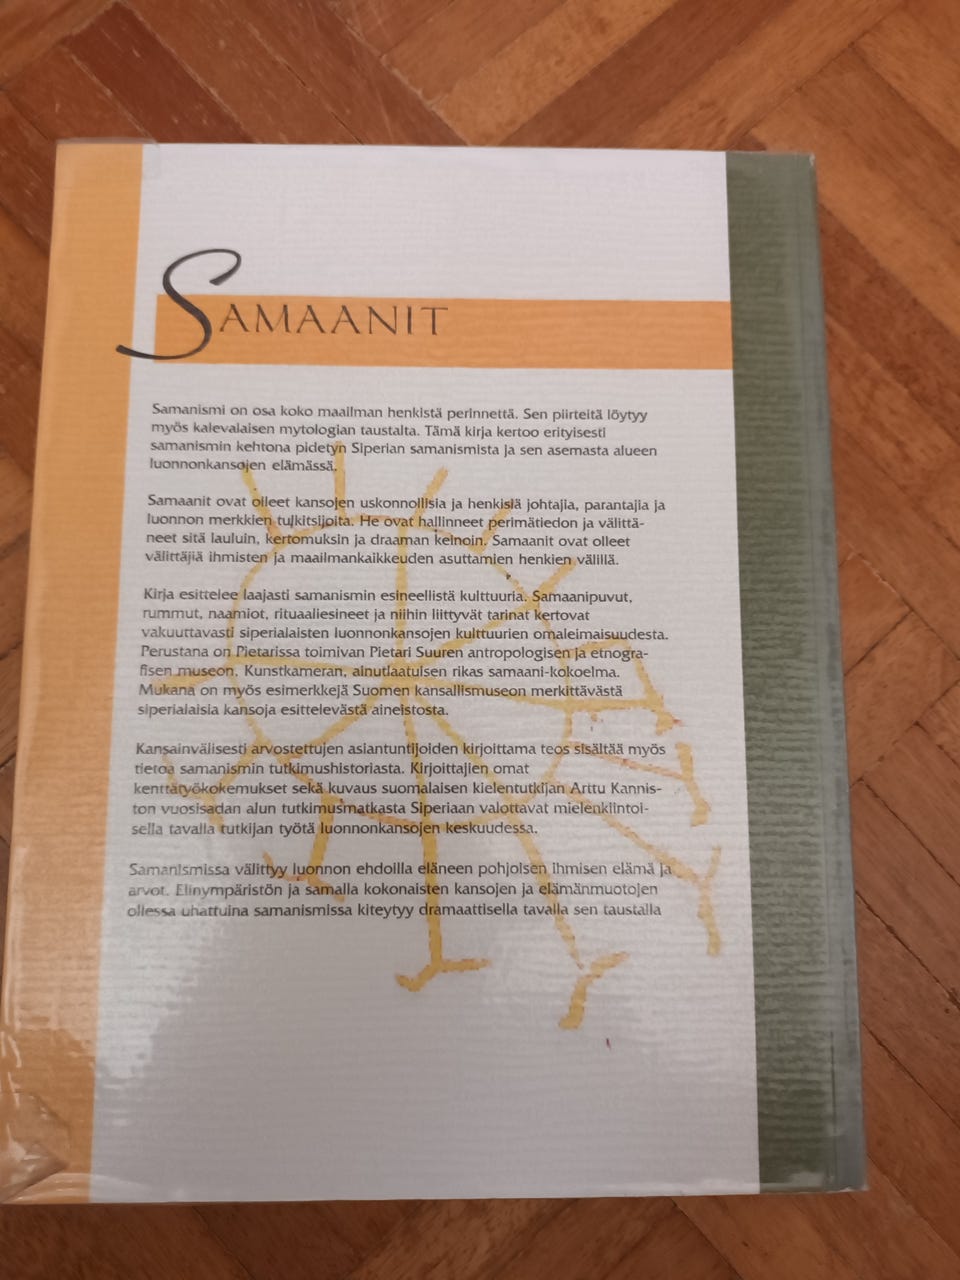 SAMAANIT
Samanismi on osa koko maailman henkistä perinnettä. Sen piirteitä löytyy
myös kalevalaisen mytologian taustalta. Tämä kirja kertoo erityisesti
samanismin kehtona pidetyn Siperian samanismista ja sen asemasta alueen
luonnonkansojen elämässä.
Samaanit ovat olleet kansojen uskonnollisia ja henkisiä johtajia, parantajia ja
luonnon merkkien tulkitsijoita. He ovat hallinneet perimätiedon ja välittä-
neet sitä lauluin, kertomuksin ja draaman keinoin. Samaanit ovat olleet
välittäjiä ihmisten ja maailmankaikkeuden asuttamien henkien välillä.
Kirja esittelee laajasti samanismin esineellistä kulttuuria. Samaanipuvut,
rummut, naamiot, rituaaliesineet ja niihin liittyvät tarinat kertovat
vakuuttavasti siperialaisten luonnonkansojen kulttuurien omaleimaisuudesta.
Perustana on Pietarissa toimivan Pietari Suuren antropologisen ja etnogra-
fisen museon, Kunstkameran, ainutlaatuisen rikas samaani-kokoelma.
Mukana on myös esimerkkejä Suomen kansallismuseon merkittävästä
siperialaisia kansoja esittelevästä aineistosta.
Kansainvälisesti arvostettujen asiantuntijoiden kirjoittama teos sisältää myös
tietoa samanismin tutkimushistoriasta. Kirjoittajien omat
kenttätyökokemukset sekä kuvaus suomalaisen kielentutkijan Arttu Kannis-
ton vuosisadan alun tutkimusmatkasta Siperiaan valottavat mielenkiintoi-
sella tavalla tutkijan työtä luonnonkansojen keskuudessa.
Samanismissa välittyy luonnon ehdoilla eläneen pohjoisen ihmisen elämä ja
arvot. Elinympäristön ja samalla kokonaisten kansojen ja elämänmuotojen
ollessa uhattuina samanismissa kiteytyy dramaattisella tavalla sen taustalla